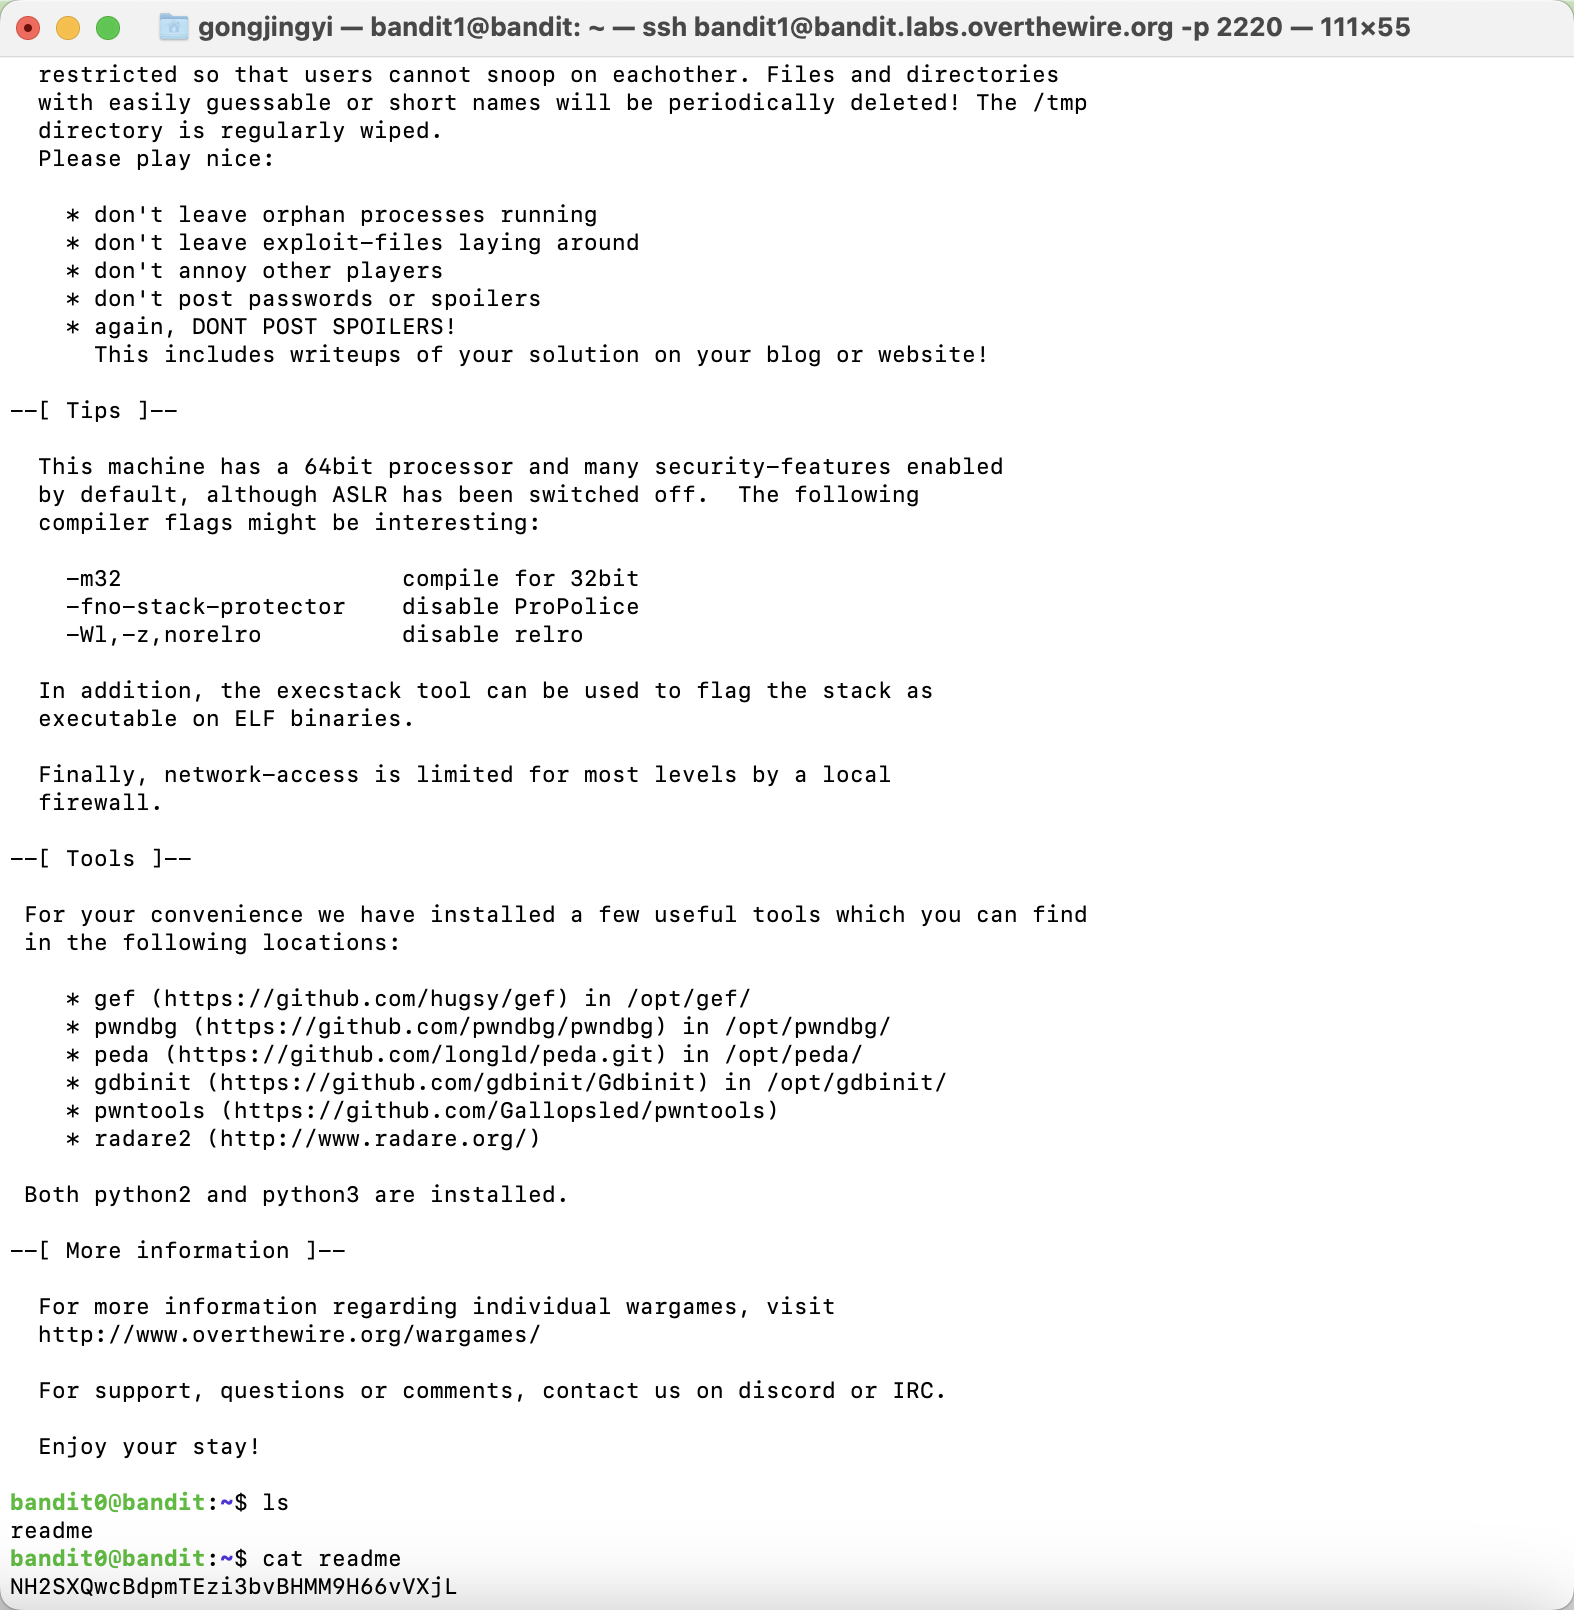 gongjingyi — bandit1@bandit: ~ — ssh bandit1@bandit.labs.overthewire.org -p 2220 — 111×55
restricted so that users cannot snoop on eachother. Files and directories
with easily guessable or short names will be periodically deleted! The /tmp
directory is regularly wiped.
Please play nice:
* don't leave orphan processes running
* don't leave exploit-files laying around
* don't annoy other players
* don't post passwords or spoilers
* again, DONT POST SPOILERS!
This includes writeups of your solution on your blog or website!
--[ Tips ]--
This machine has a 64bit processor and many security-features enabled
by default, although ASLR has been switched off.  The following
compiler flags might be interesting:
-m32                    compile for 32bit
-fno-stack-protector    disable ProPolice
-Wl,-z,norelro          disable relro
In addition, the execstack tool can be used to flag the stack as
executable on ELF binaries.
Finally, network-access is limited for most levels by a local
firewall.
--[ Tools ]--
For your convenience we have installed a few useful tools which you can find
in the following locations:
* gef (https://github.com/hugsy/gef) in /opt/gef/
* pwndbg (https://github.com/pwndbg/pwndbg) in /opt/pwndbg/
* peda (https://github.com/longld/peda.git) in /opt/peda/
* gdbinit (https://github.com/gdbinit/Gdbinit) in /opt/gdbinit/
* pwntools (https://github.com/Gallopsled/pwntools)
* radare2 (http://www.radare.org/)
Both python2 and python3 are installed.
--[ More information ]--
For more information regarding individual wargames, visit
http://www.overthewire.org/wargames/
For support, questions or comments, contact us on discord or IRC.
Enjoy your stay!
bandit0@bandit:~$ ls
readme
bandit0@bandit:~$ cat readme
NH2SXQwcBdpmTEzi3bvBHMM9H66vVXjL